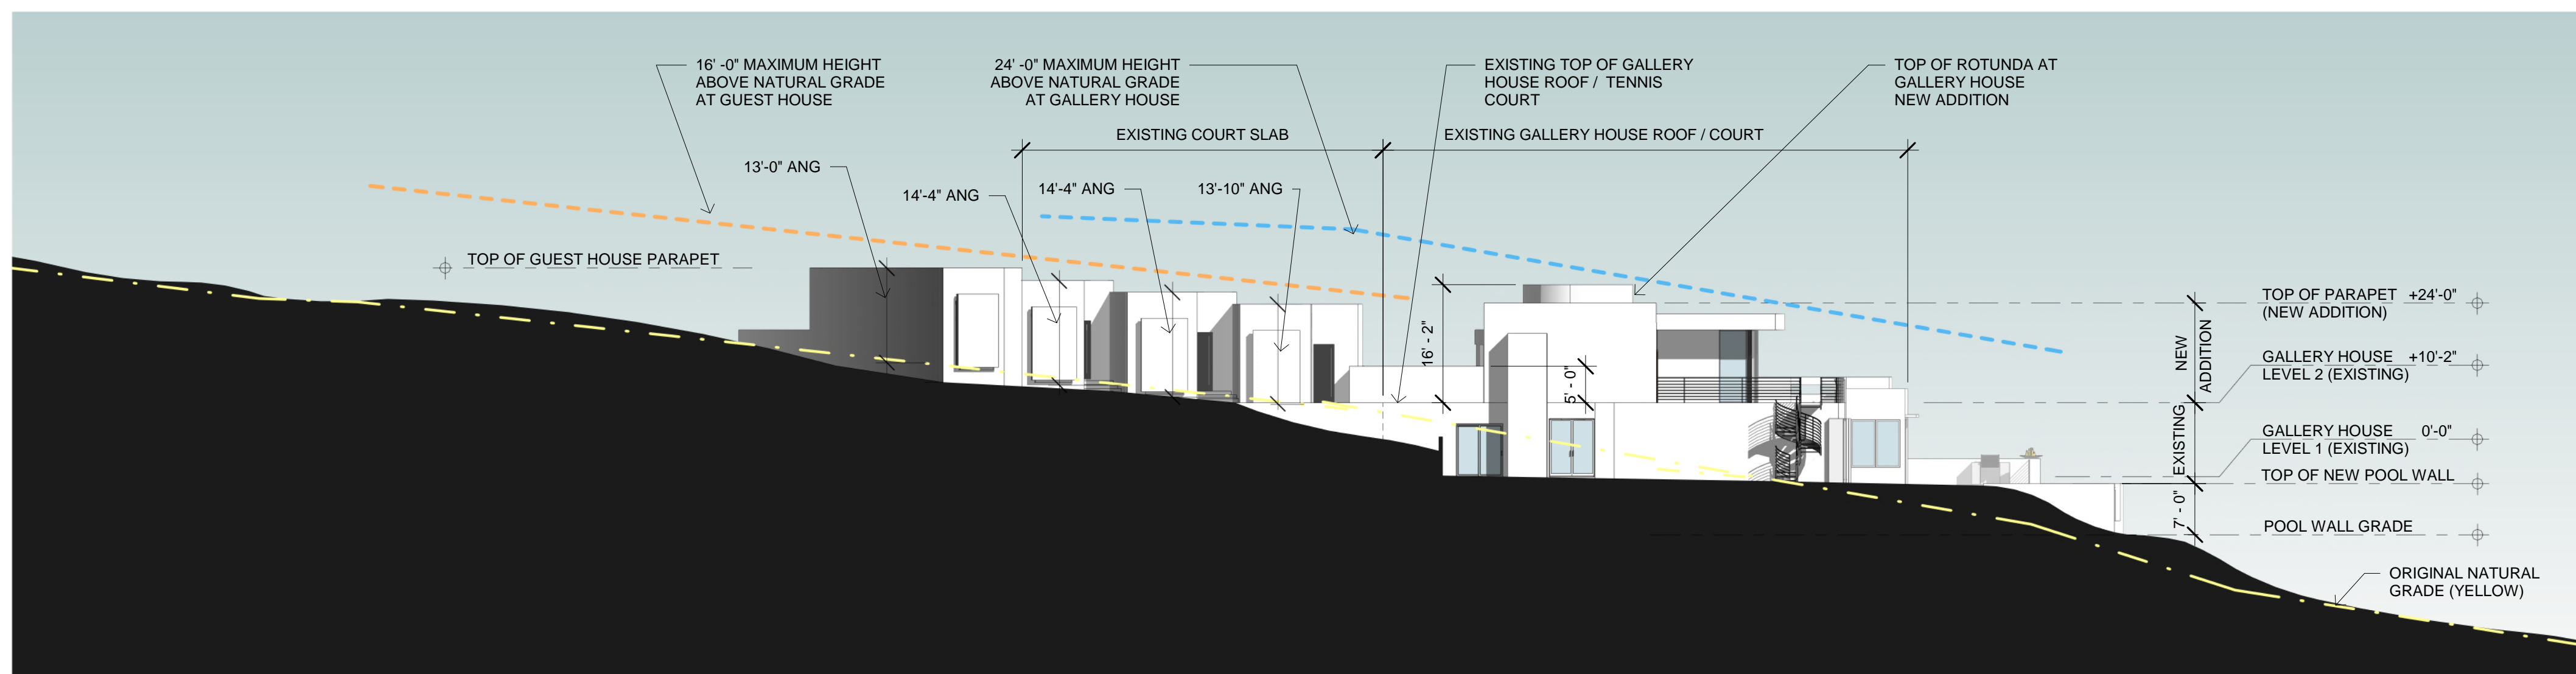 16' -0" MAXIMUM HEIGHT
ABOVE NATURAL GRADE
AT GUEST HOUSE
24' -0" MAXIMUM HEIGHT
ABOVE NATURAL GRADE
AT GALLERY HOUSE
EXISTING TOP OF GALLERY
HOUSE ROOF / TENNIS
COURT
TOP OF ROTUNDA AT
GALLERY HOUSE
NEW ADDITION
EXISTING COURT SLAB
EXISTING GALLERY HOUSE ROOF / COURT
13'-0" ANG
14'-4" ANG
14'-4" ANG
13'-10" ANG
TOP OF GUEST HOUSE PARAPET
16' - 2"
5' - 0"
NEW
ADDITION
EXISTING
7' - 0"
TOP OF PARAPET +24'-0"
(NEW ADDITION)
GALLERY HOUSE +10'-2"
LEVEL 2 (EXISTING)
GALLERY HOUSE 0'-0"
LEVEL 1 (EXISTING)
TOP OF NEW POOL WALL
POOL WALL GRADE
ORIGINAL NATURAL
GRADE (YELLOW)